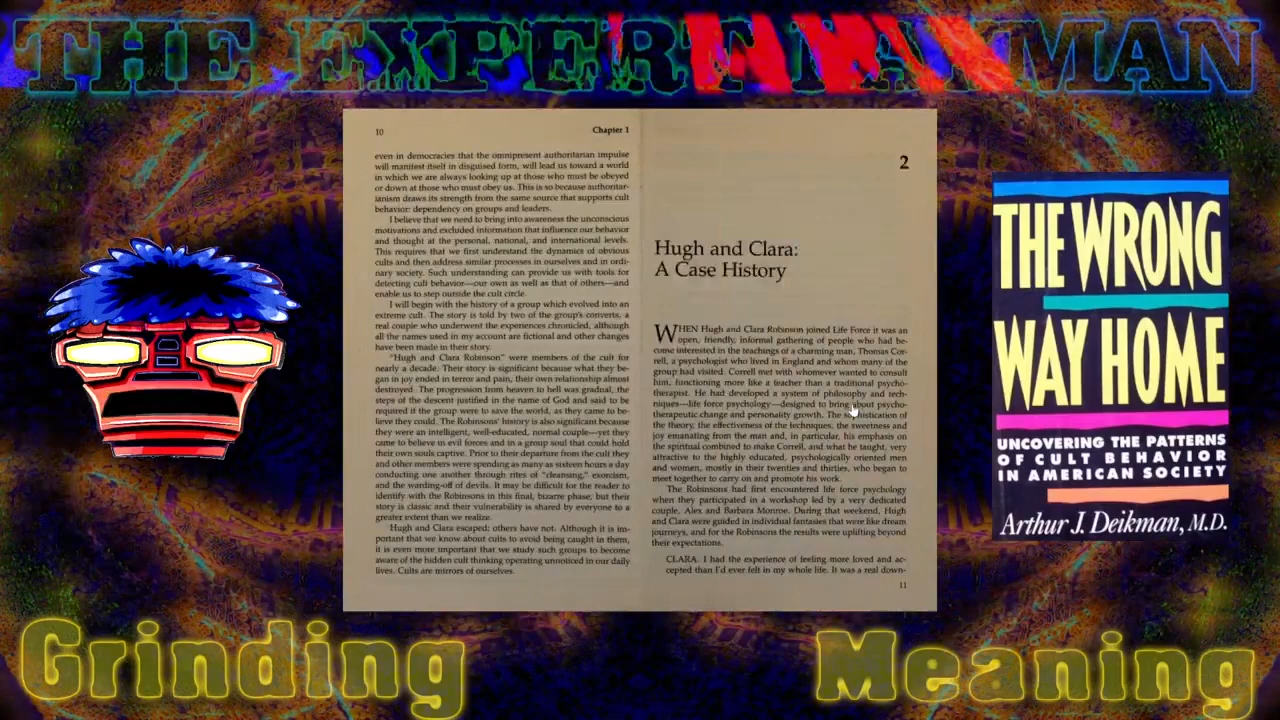 THE EXPERT LAYMAN
10 Chapter 1
even in democracies that the omnipresent authoritarian impulse
will manifest itself in disguised form, will lead us toward a world
in which we are always looking up at those who must be obeyed
or down at those who must obey us. This is so because authoritar-
ianism draws its strength from the same source that supports cult
behavior: dependency on groups and leaders.
I believe that we need to bring into awareness the unconscious
motivations and excluded information that influence our behavior
and thought at the personal, national, and international levels.
This requires that we first understand the dynamics of obvious
cults and then address similar processes in ourselves and in ordi-
nary society. Such understanding can provide us with tools for
detecting cult behavior—our own as well as that of others—and
enable us to step outside the cult circle.
I will begin with the history of a group which evolved into an
extreme cult. The story is told by two of the group's converts, a
real couple who underwent the experiences chronicled, although
all the names used in my account are fictional and other changes
have been made in their story.
"Hugh and Clara Robinson" were members of the cult for
nearly a decade. Their story is significant because what they be-
gan in joy ended in terror and pain, their own relationship almost
destroyed. The progression from heaven to hell was gradual, the
steps of the descent justified in the name of God and said to be
required if the group were to save the world, as they came to be-
lieve they could. The Robinsons' history is also significant because
they were an intelligent, well-educated, normal couple—yet they
came to believe in evil forces and in a group soul that could hold
their own souls captive. Prior to their departure from the cult they
and other members were spending as many as sixteen hours a day
conducting one another through rites of "cleansing," exorcism,
and the warding-off of devils. It may be difficult for the reader to
identify with the Robinsons in this final, bizarre phase, but their
story is classic and their vulnerability is shared by everyone to a
greater extent than we realize.
Hugh and Clara escaped; others have not. Although it is im-
portant that we know about cults to avoid being caught in them,
it is even more important that we study such groups to become
aware of the hidden cult thinking operating unnoticed in our daily
lives. Cults are mirrors of ourselves.
2
Hugh and Clara:
A Case History
WHEN Hugh and Clara Robinson joined Life Force it was an
open, friendly, informal gathering of people who had be-
come interested in the teachings of a charming man, Thomas Cor-
rell, a psychologist who lived in England and whom many of the
group had visited. Correll met with whomever wanted to consult
him, functioning more like a teacher than a traditional psycho-
therapist. He had developed a system of philosophy and tech-
niques—life force psychology—designed to bring about psycho-
therapeutic change and personality growth. The sophistication of
the theory, the effectiveness of the techniques, the sweetness and
joy emanating from the man and, in particular, his emphasis on
the spiritual combined to make Correll, and what he taught, very
attractive to the highly educated, psychologically oriented men
and women, mostly in their twenties and thirties, who began to
meet together to carry on and promote his work.
The Robinsons had first encountered life force psychology
when they participated in a workshop led by a very dedicated
couple, Alex and Barbara Monroe. During that weekend, Hugh
and Clara were guided in individual fantasies that were like dream
journeys, and for the Robinsons the results were uplifting beyond
their expectations.
CLARA: I had the experience of feeling more loved and ac-
cepted than I'd ever felt in my whole life. It was a real down-
11
THE WRONG
WAY HOME
UNCOVERING THE PATTERNS
OF CULT BEHAVIOR
IN AMERICAN SOCIETY
Arthur J. Deikman, M.D.
Grinding Meaning